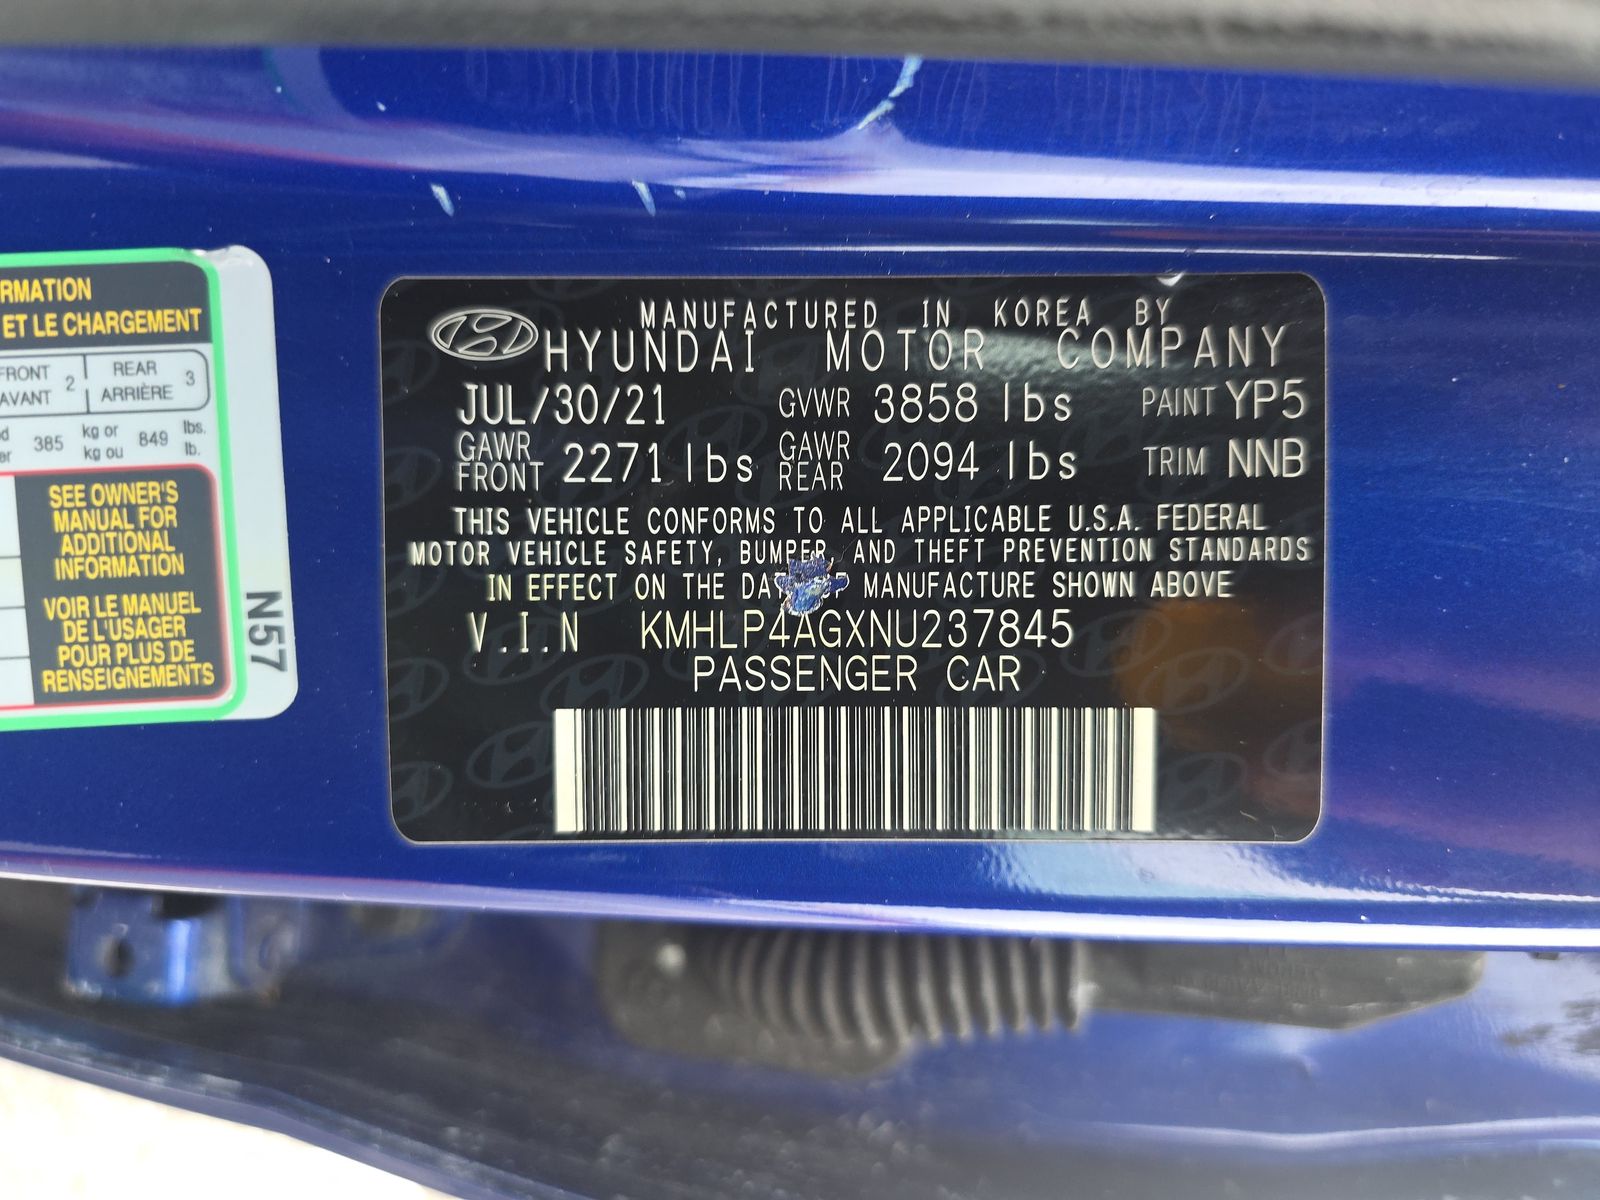 RMATION
ET LE CHARGEMENT
FRONT 2 REAR 3
AVANT ARRIÈRE
385 kg or 849 lbs.
kg ou lb.
SEE OWNER'S
MANUAL FOR
ADDITIONAL
INFORMATION
VOIR LE MANUEL
DE L'USAGER
POUR PLUS DE
RENSEIGNEMENTS
N57
MANUFACTURED IN KOREA BY
HYUNDAI MOTOR COMPANY
JUL/30/21 GVWR 3858 lbs PAINT YP5
GAWR FRONT 2271 lbs GAWR REAR 2094 lbs TRIM NNB
THIS VEHICLE CONFORMS TO ALL APPLICABLE U.S.A. FEDERAL
MOTOR VEHICLE SAFETY, BUMPER, AND THEFT PREVENTION STANDARDS
IN EFFECT ON THE DAT MANUFACTURE SHOWN ABOVE
V.I.N KMHLP4AGXNU237845
PASSENGER CAR